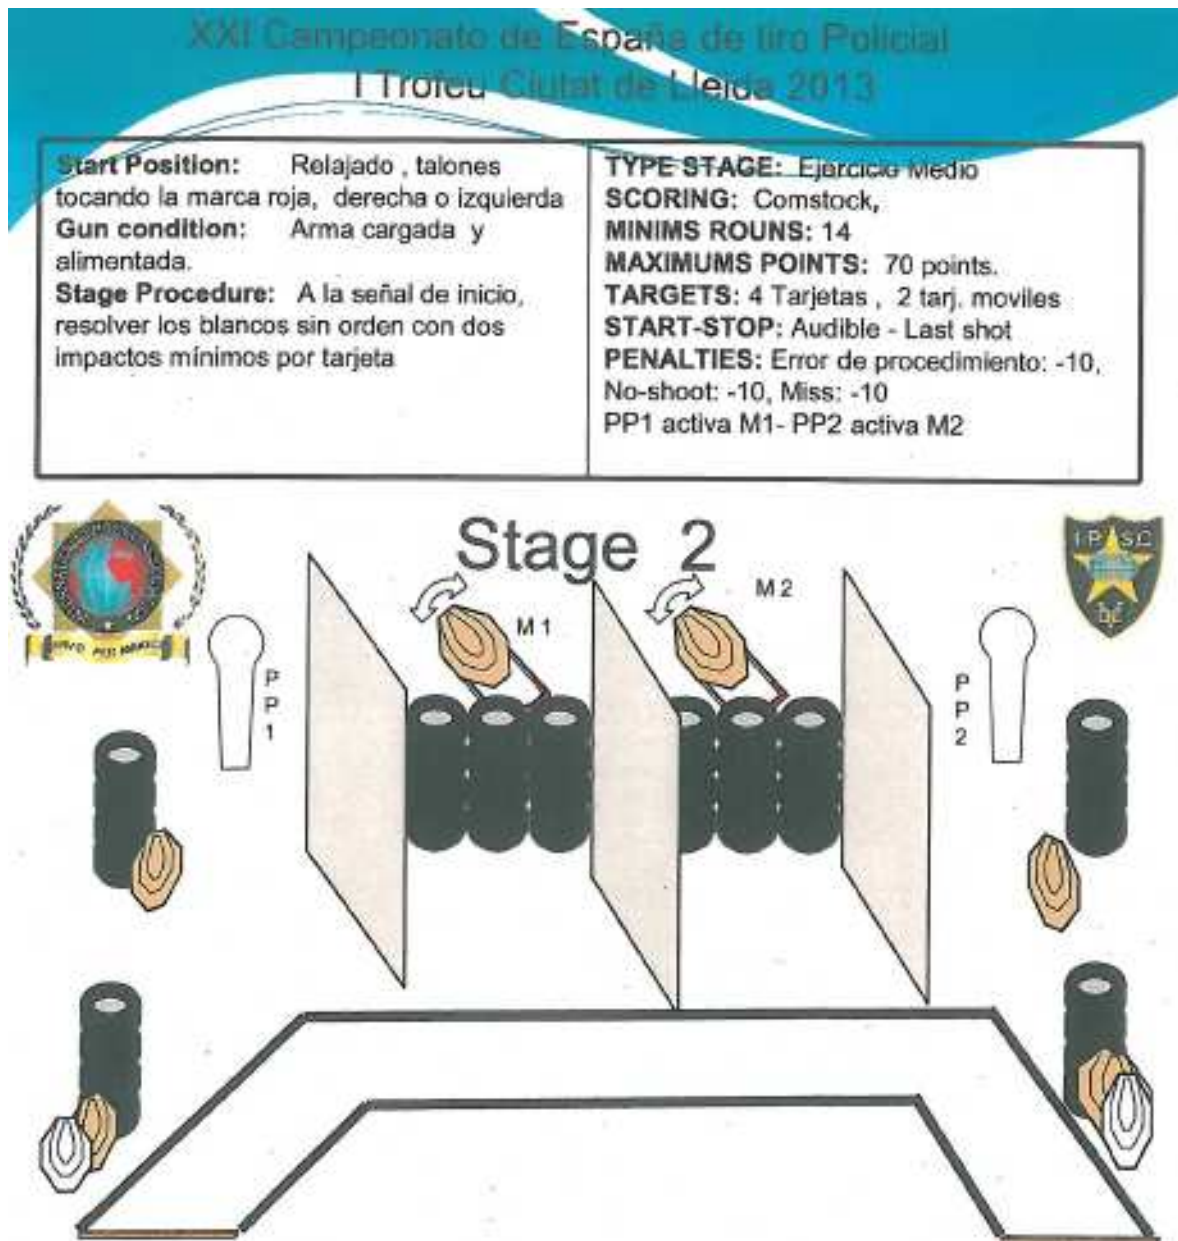 XXI Campeonato de España de tiro Policial
I Trofeu Ciutat de Lleida 2013
Start Position: Relajado , talones
tocando la marca roja, derecha o izquierda
Gun condition: Arma cargada y
alimentada.
Stage Procedure: A la señal de inicio,
resolver los blancos sin orden con dos
impactos mínimos por tarjeta
TYPE STAGE: Ejercicio Medio
SCORING: Comstock,
MINIMS ROUNS: 14
MAXIMUMS POINTS: 70 points.
TARGETS: 4 Tarjetas , 2 tarj. moviles
START-STOP: Audible - Last shot
PENALTIES: Error de procedimiento: -10,
No-shoot: -10, Miss: -10
PP1 activa M1- PP2 activa M2
Stage 2
IPSC
M 1
M 2
PP1
PP2